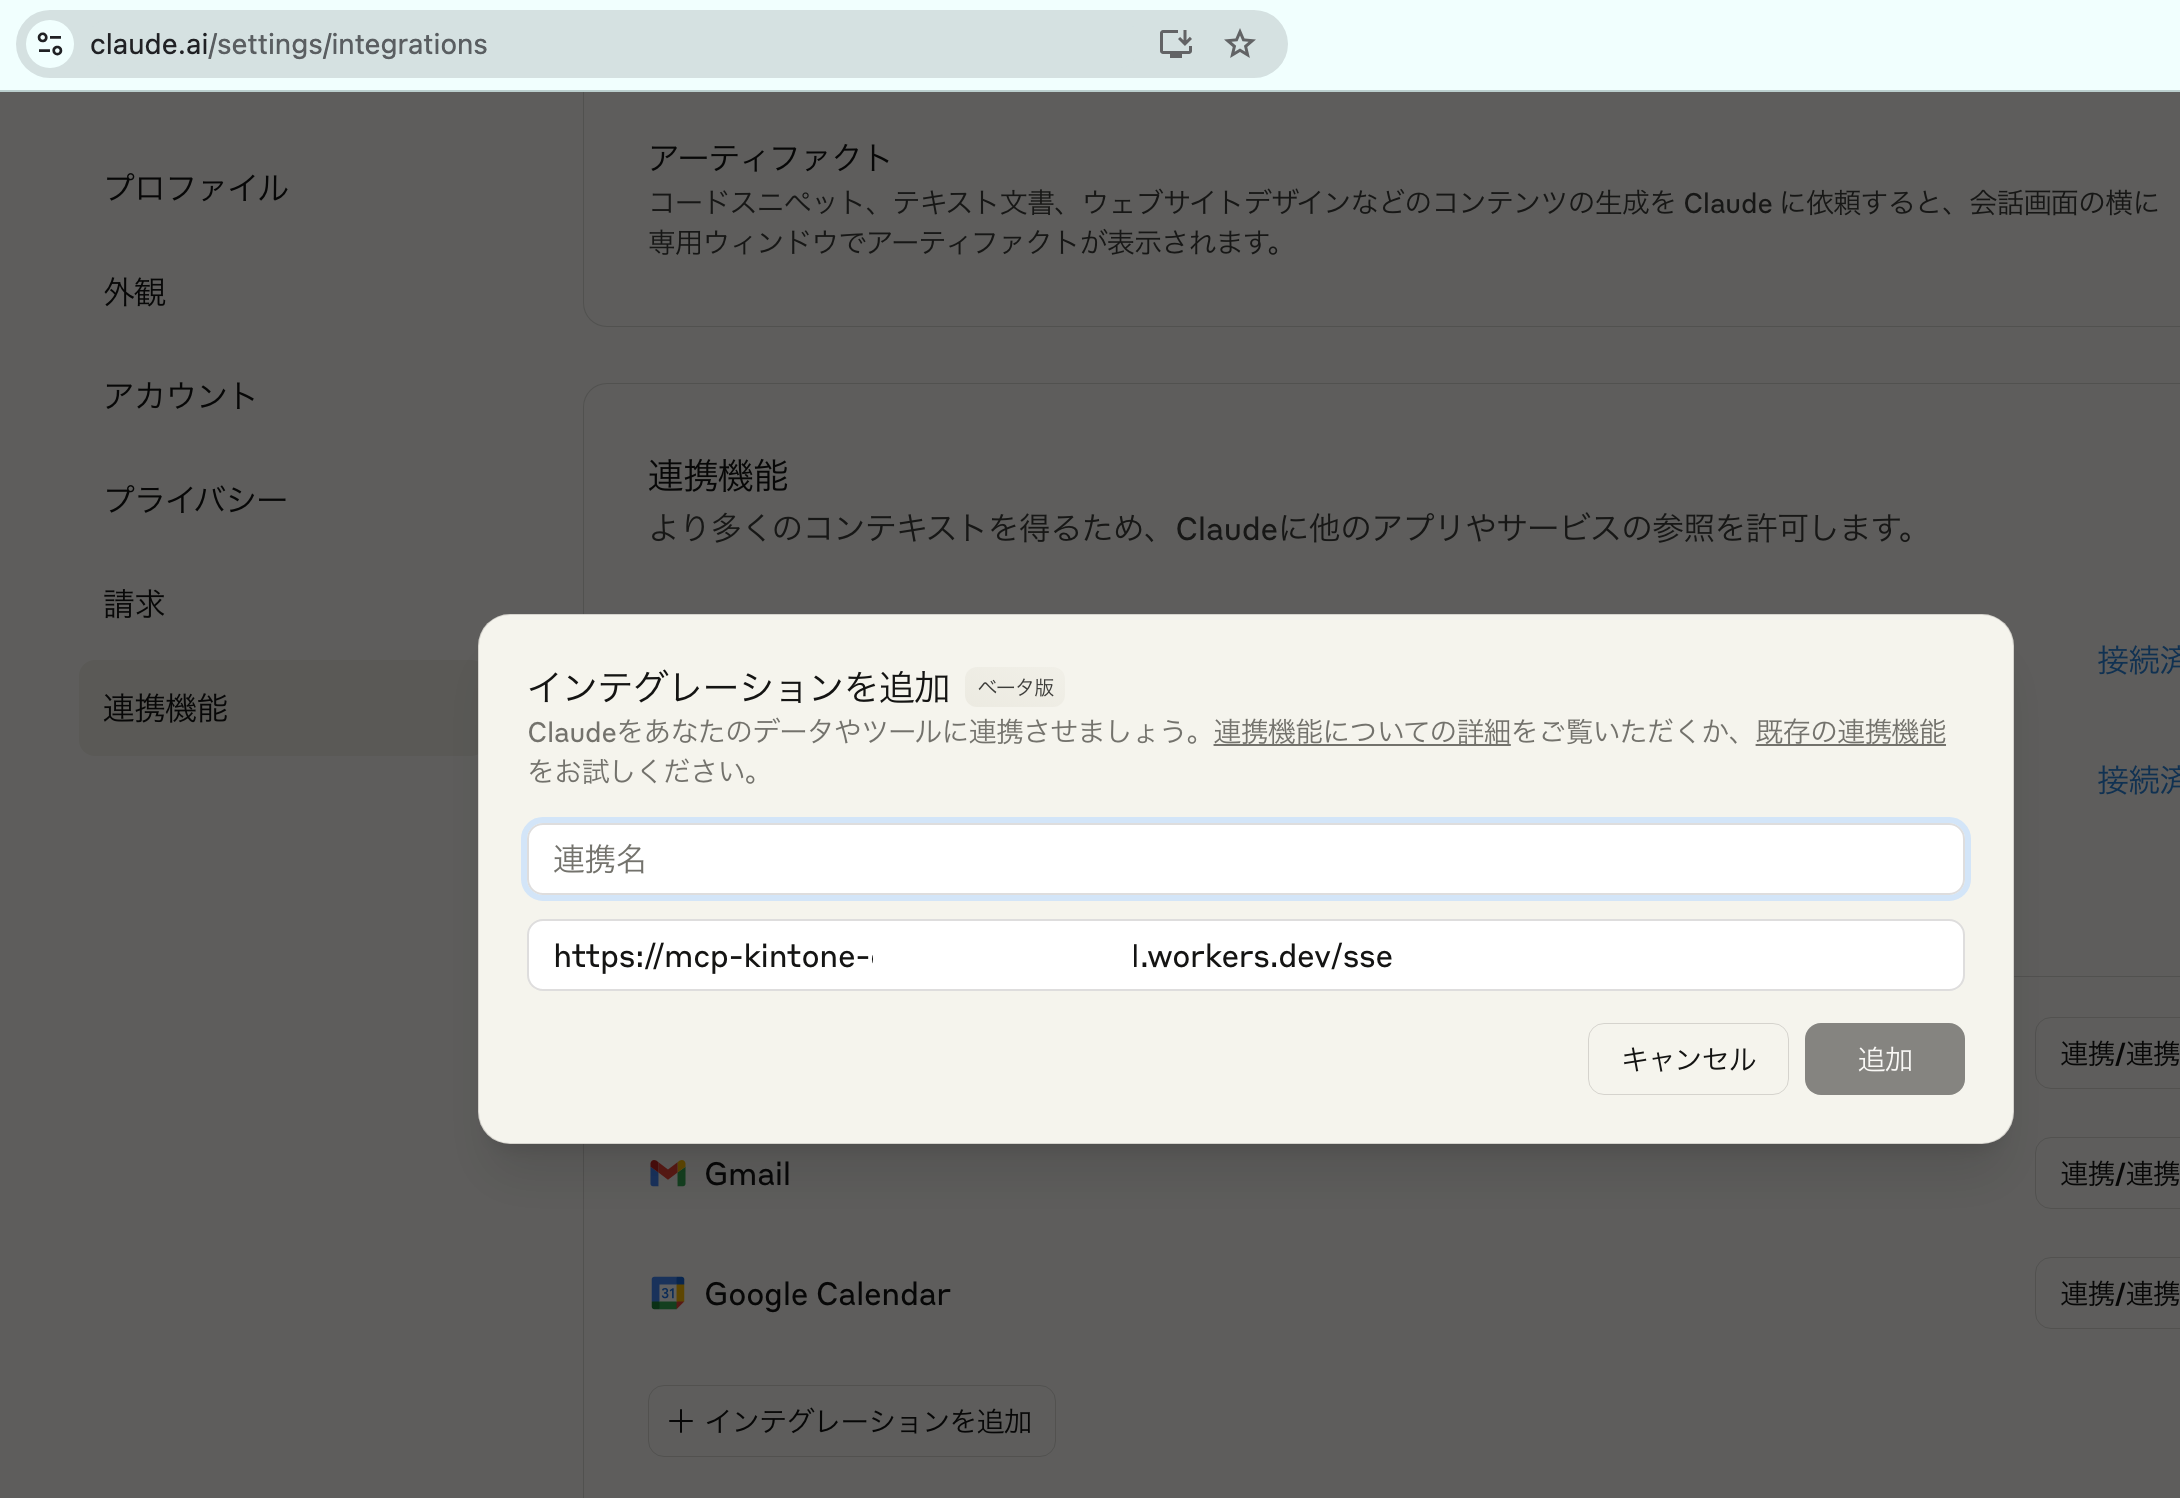 claude.ai/settings/integrations
プロファイル
外観
アカウント
プライバシー
請求
連携機能
アーティファクト
コードスニペット、テキスト文書、ウェブサイトデザインなどのコンテンツの生成を Claude に依頼すると、会話画面の横に
専用ウィンドウでアーティファクトが表示されます。
連携機能
より多くのコンテキストを得るため、Claudeに他のアプリやサービスの参照を許可します。
接続済
接続済
インテグレーションを追加 ベータ版
Claudeをあなたのデータやツールに連携させましょう。連携機能についての詳細をご覧いただくか、既存の連携機能
をお試しください。
連携名
https://mcp-kintone- l.workers.dev/sse
キャンセル 追加
連携/連携
Gmail 連携/連携
Google Calendar 連携/連携
+ インテグレーションを追加